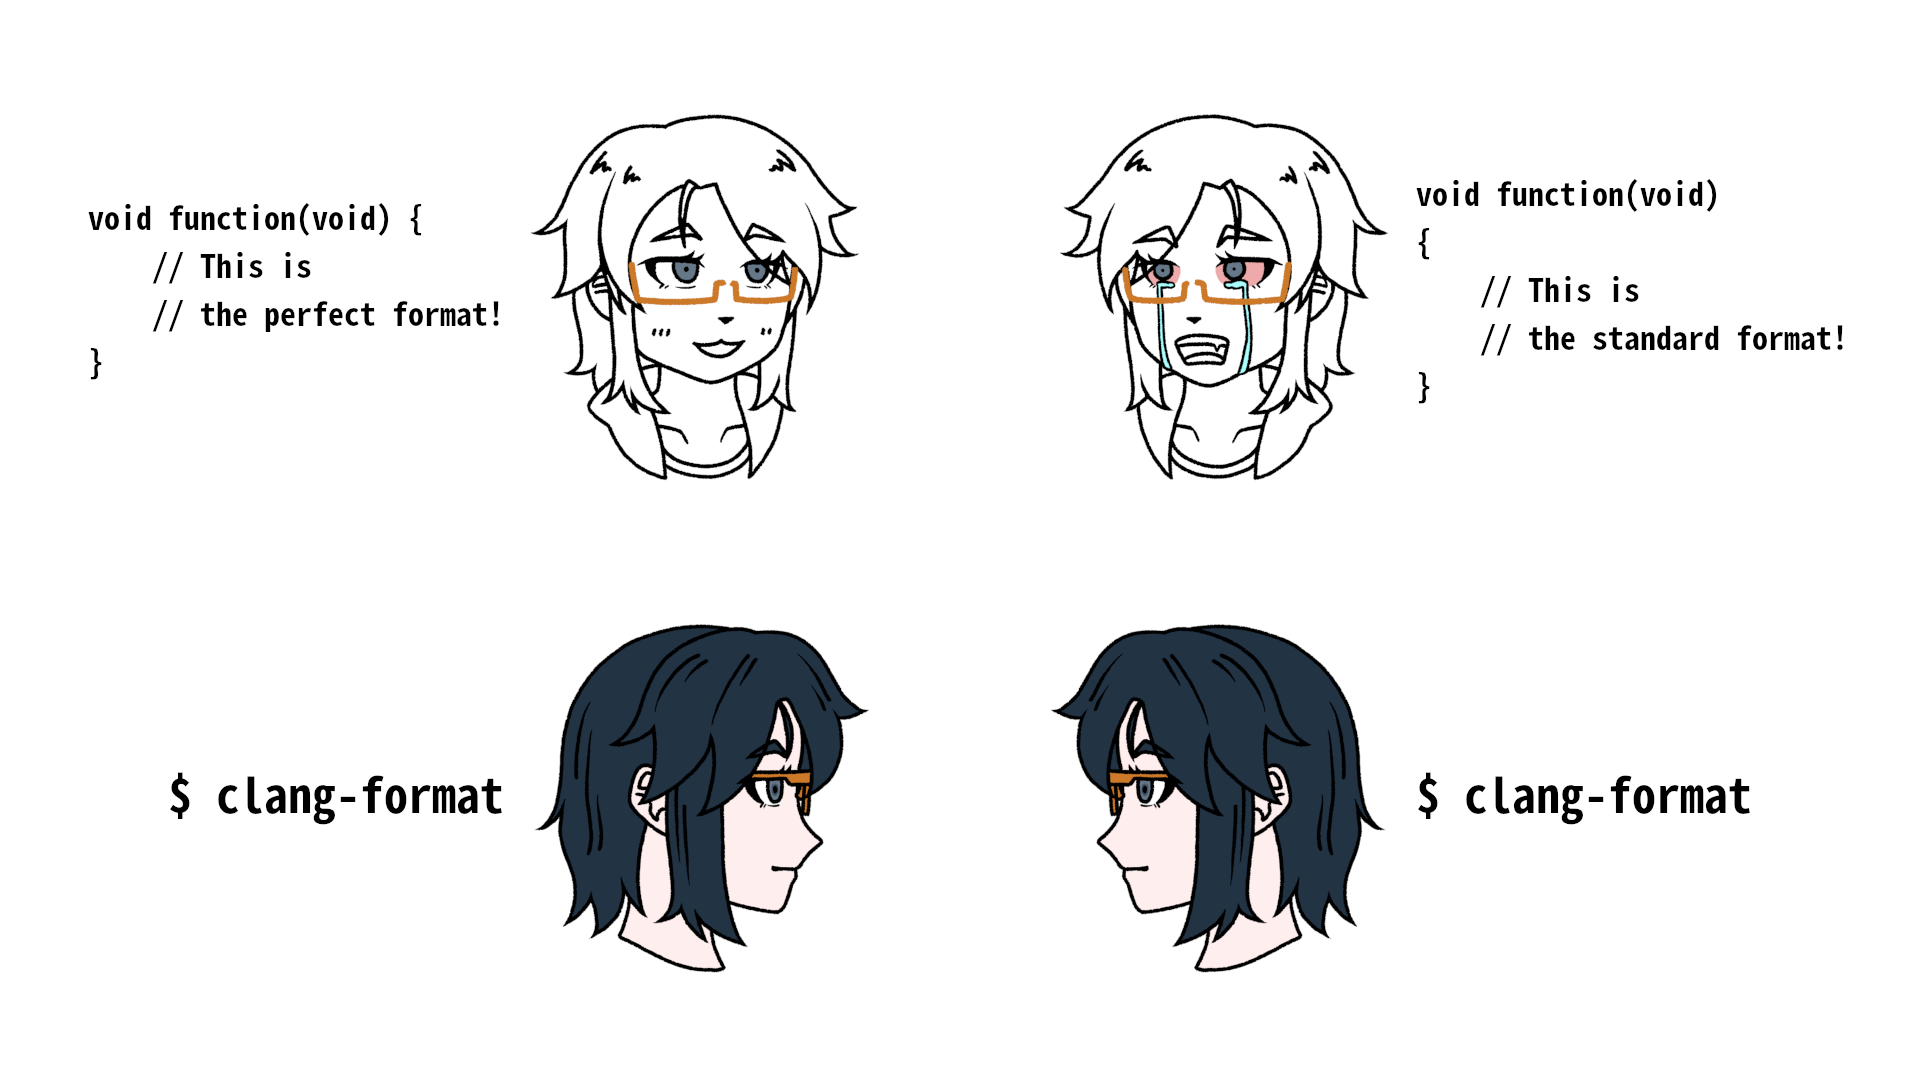 void function(void) {
    // This is
    // the perfect format!
}
void function(void)
{
    // This is
    // the standard format!
}
$ clang-format
$ clang-format